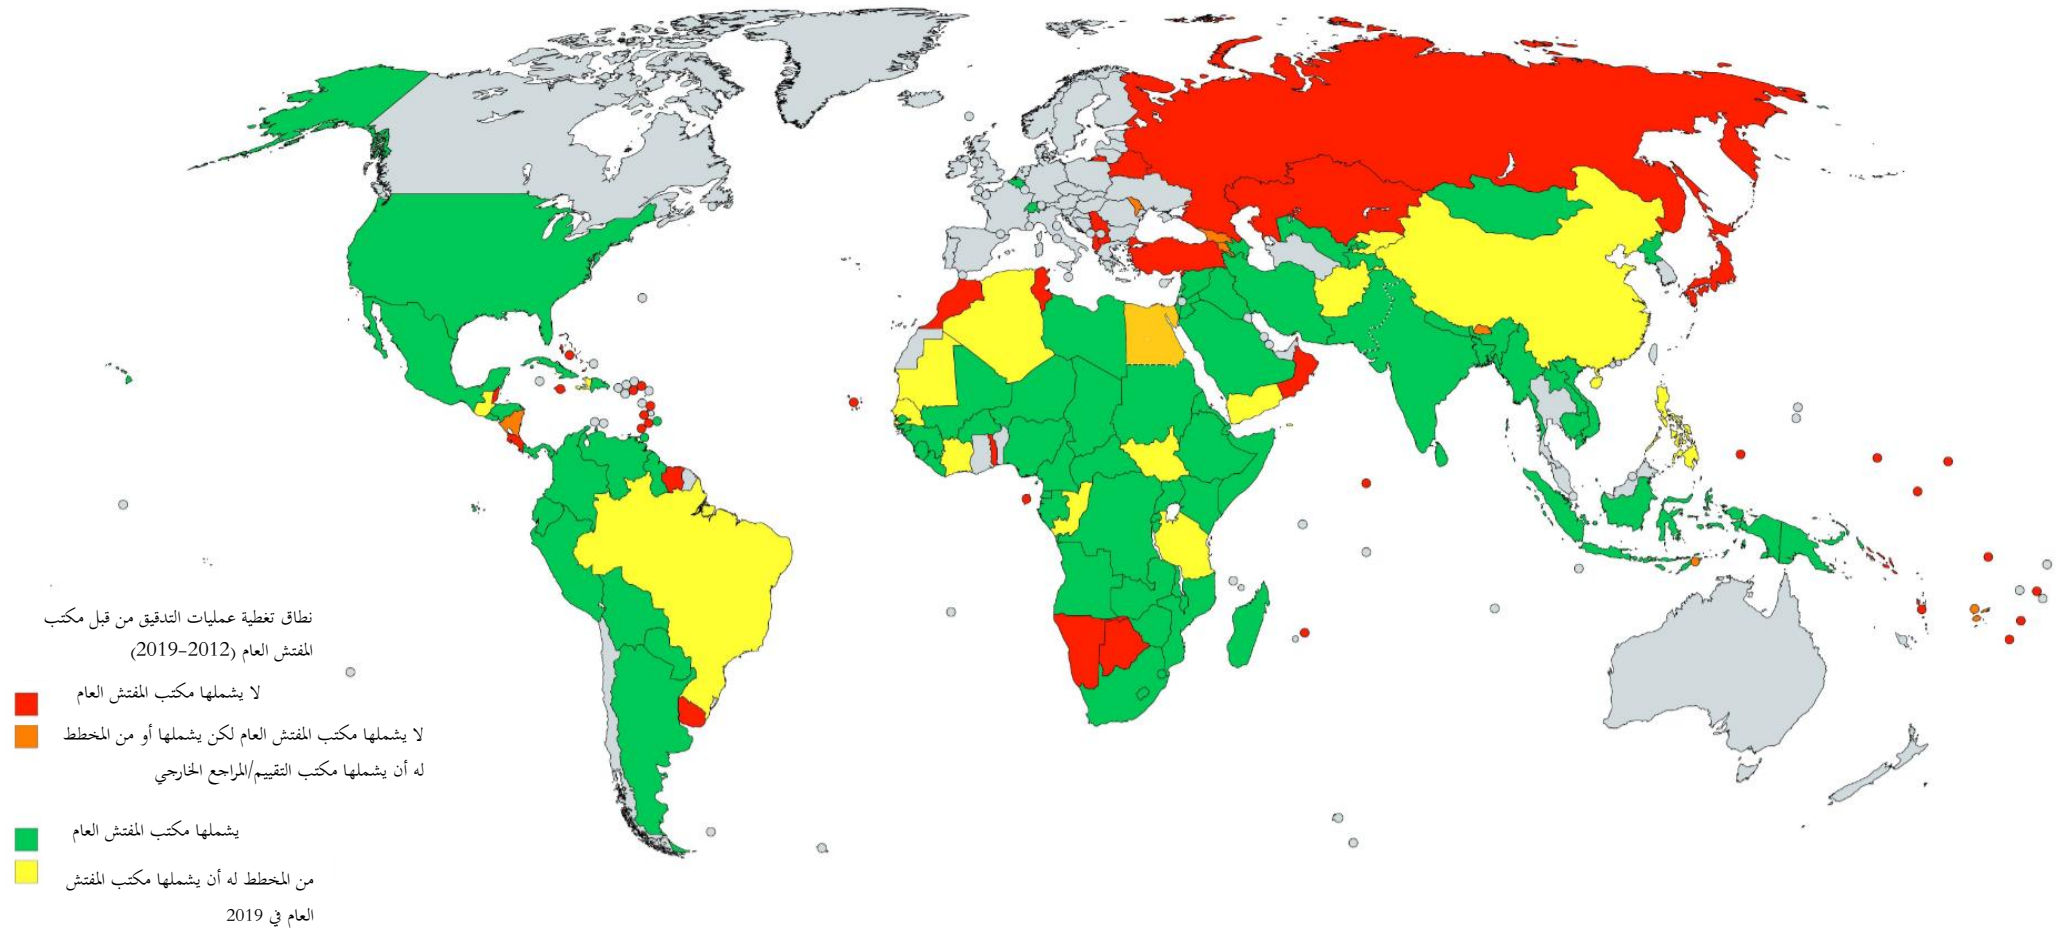 نطاق تغطية عمليات التدقيق من قبل مكتب
المفتش العام (2012-2019)
لا يشملها مكتب المفتش العام
لا يشملها مكتب المفتش العام لكن يشملها أو من المخطط
له أن يشملها مكتب التقييم/المراجع الخارجي
يشملها مكتب المفتش العام
من المخطط له أن يشملها مكتب المفتش
العام في 2019